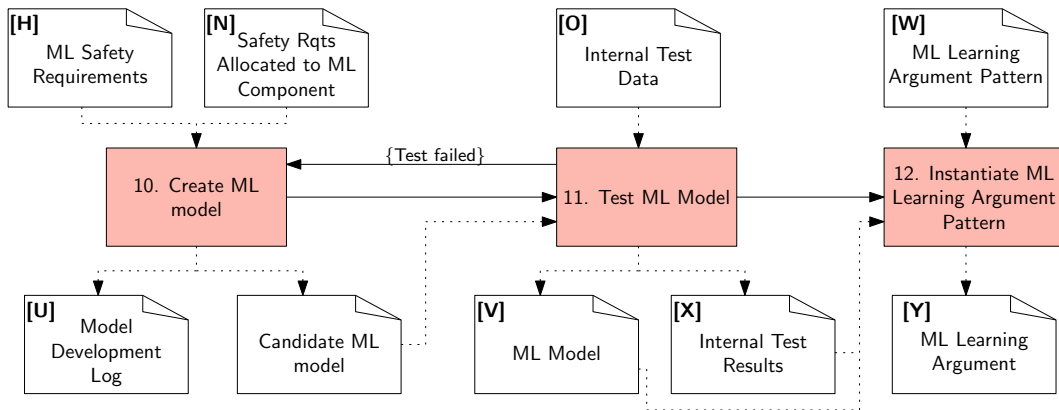 [H]
ML Safety
Requirements
[N]
Safety Rqts
Allocated to ML
Component
[O]
Internal Test
Data
[W]
ML Learning
Argument Pattern
10. Create ML
model
{Test failed}
11. Test ML Model
12. Instantiate ML
Learning Argument
Pattern
[U]
Model
Development
Log
Candidate ML
model
[V]
ML Model
[X]
Internal Test
Results
[Y]
ML Learning
Argument